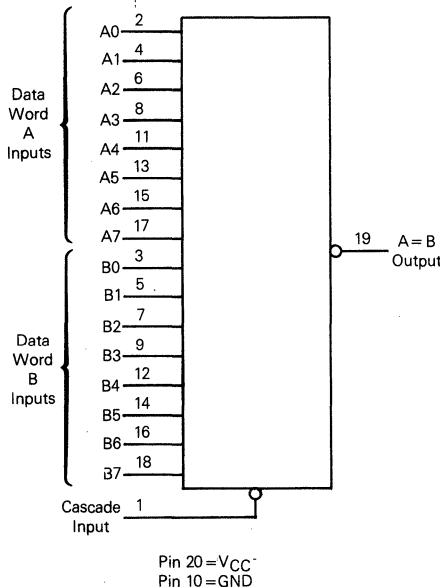 Data
Word
A
Inputs
A0 2
A1 4
A2 6
A3 8
A4 11
A5 13
A6 15
A7 17
Data
Word
B
Inputs
B0 3
B1 5
B2 7
B3 9
B4 12
B5 14
B6 16
B7 18
Cascade
Input
1
19 A = B
Output
Pin 20 = VCC
Pin 10 = GND